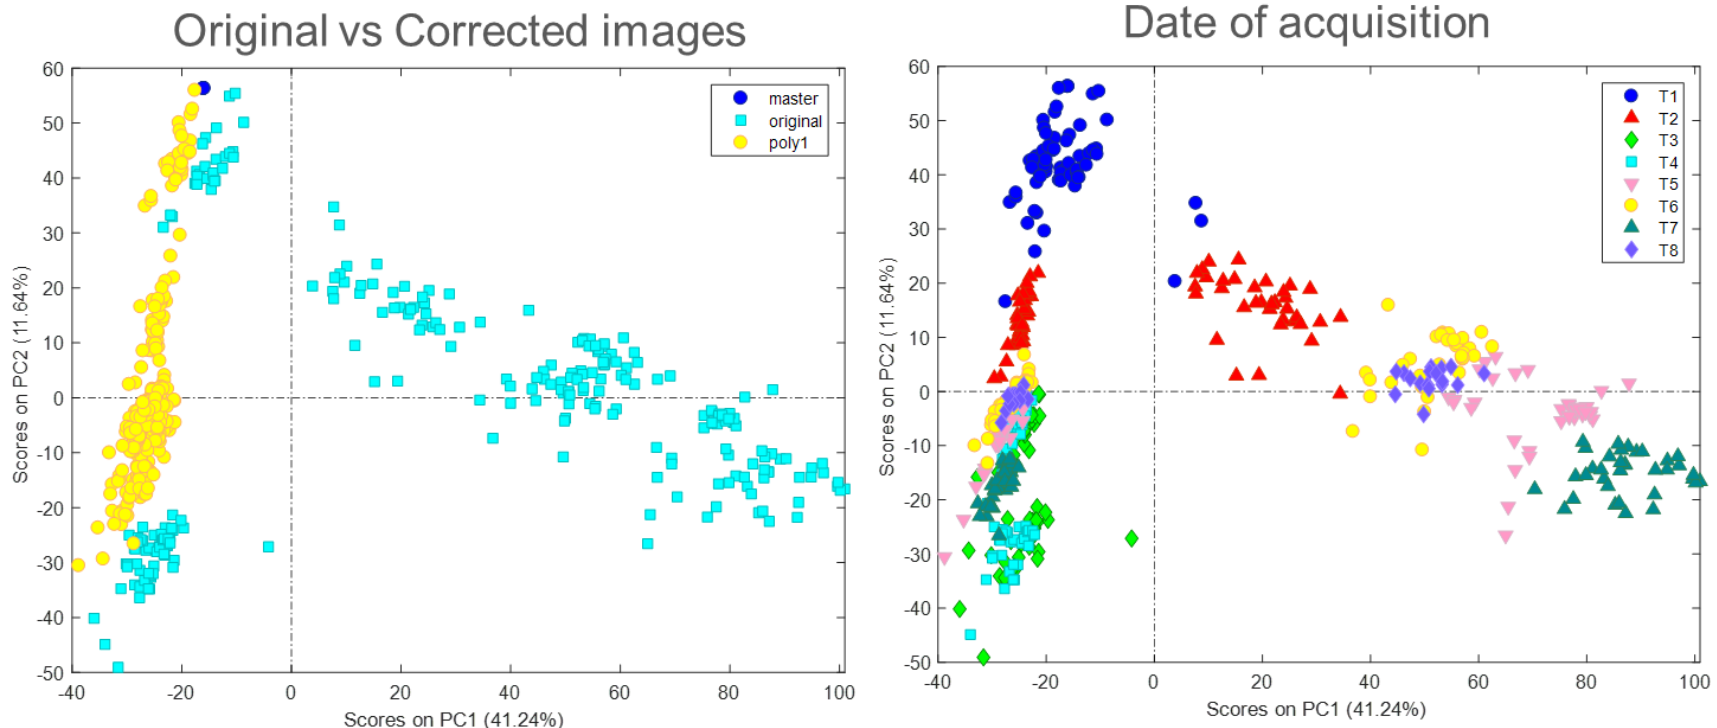 Original vs Corrected images
60
50
40
30
20
10
0
-10
-20
-30
-40
-50
-40
-20
0
20
40
60
80
100
Scores on PC2 (11.64%)
Scores on PC1 (41.24%)
master
original
poly1
Date of acquisition
60
50
40
30
20
10
0
-10
-20
-30
-40
-50
-40
-20
0
20
40
60
80
100
Scores on PC2 (11.64%)
Scores on PC1 (41.24%)
T1
T2
T3
T4
T5
T6
T7
T8